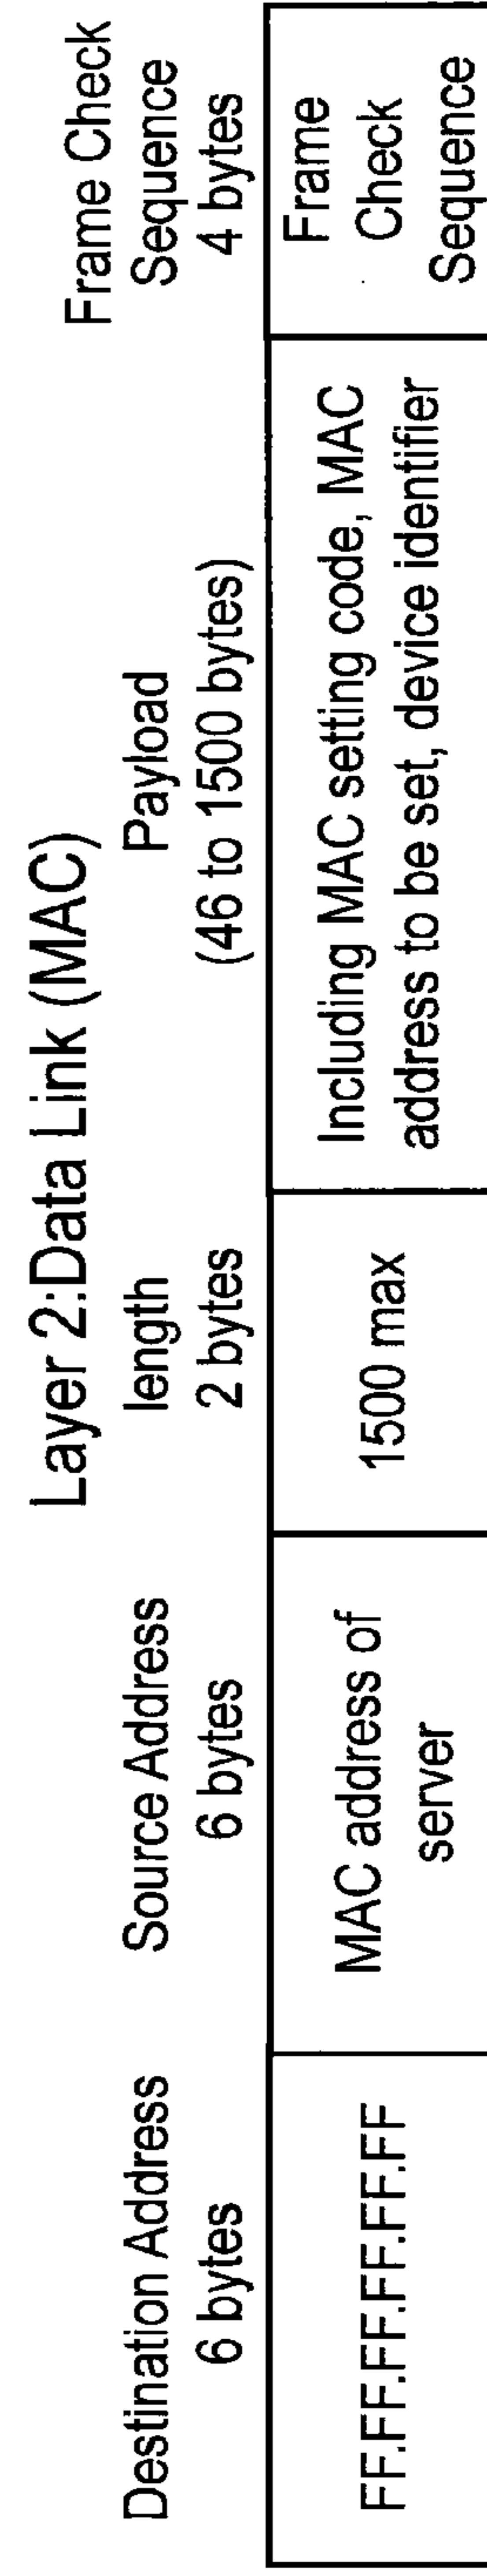 Layer 2:Data Link (MAC)
Destination Address
6 bytes
Source Address
6 bytes
length
2 bytes
Payload
(46 to 1500 bytes)
Frame Check
Sequence
4 bytes
FF.FF.FF.FF.FF.FF
MAC address of
server
1500 max
Including MAC setting code, MAC
address to be set, device identifier
Frame
Check
Sequence